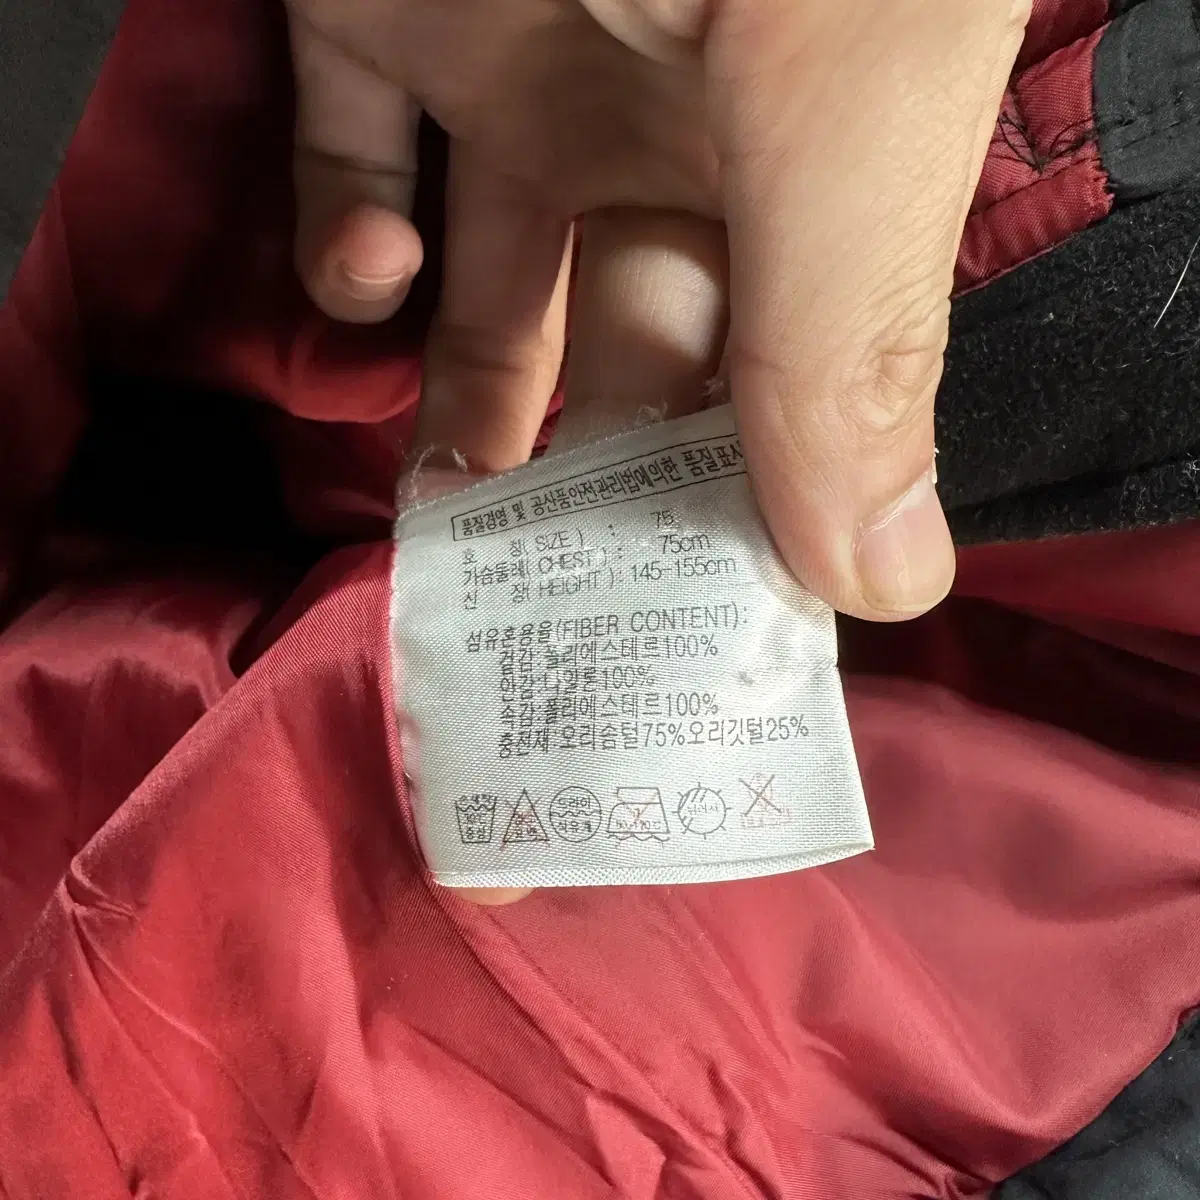 품질경영 및 공산품안전관리법에의한 품질표시
호 칭( SIZE ) : 75
가슴둘레( CHEST ) : 75cm
신 장( HEIGHT ) : 145~155cm
섬유혼용율(FIBER CONTENT):
겉감:폴리에스테르100%
안감:나일론100%
폴리에스테르100%
충전재:오리솜털75%오리깃털25%
드라이